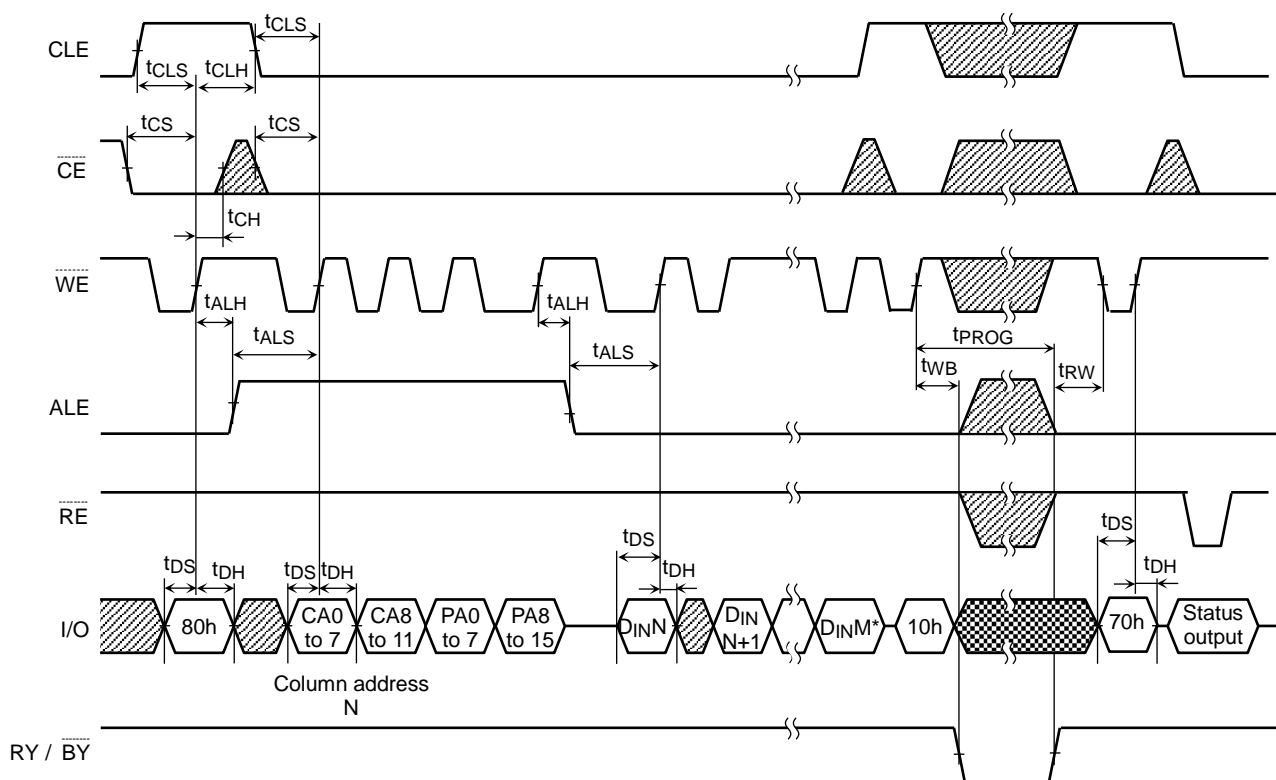 CLE
tCLS
tCLS
tCLH
CE
tCS
tCS
tCH
WE
tALH
tALH
tALS
tALS
tPROG
tWB
tRW
ALE
RE
tDS
tDH
tDS
tDH
tDS
tDH
tDS
tDH
I/O
80h
CA0
to 7
CA8
to 11
PA0
to 7
PA8
to 15
DINN
DIN
N+1
DINM*
10h
70h
Status
output
Column address
N
RY / BY